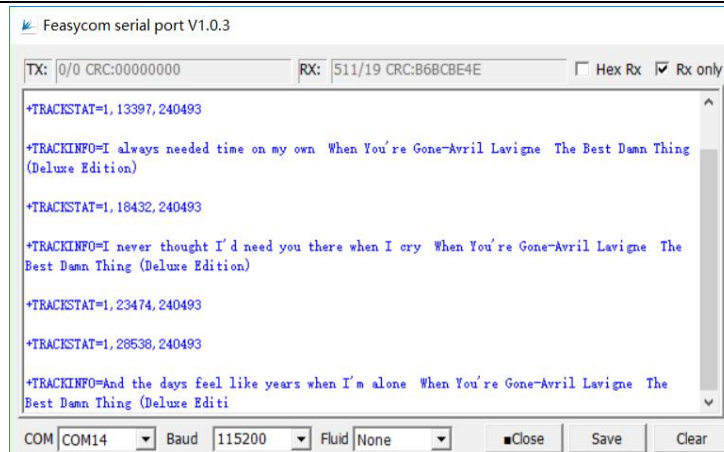 Feasycom serial port V1.0.3
TX: 0/0 CRC:00000000 RX: 511/19 CRC:B6BCBE4E Hex Rx Rx only
+TRACKSTAT=1, 13397, 240493
+TRACKINFO=I always needed time on my own When You're Gone-Avril Lavigne The Best Damn Thing
(Deluxe Edition)
+TRACKSTAT=1, 18432, 240493
+TRACKINFO=I never thought I'd need you there when I cry When You're Gone-Avril Lavigne The
Best Damn Thing (Deluxe Edition)
+TRACKSTAT=1, 23474, 240493
+TRACKSTAT=1, 28538, 240493
+TRACKINFO=And the days feel like years when I'm alone When You're Gone-Avril Lavigne The
Best Damn Thing (Deluxe Editi
COM COM14 Baud 115200 Fluid None Close Save Clear